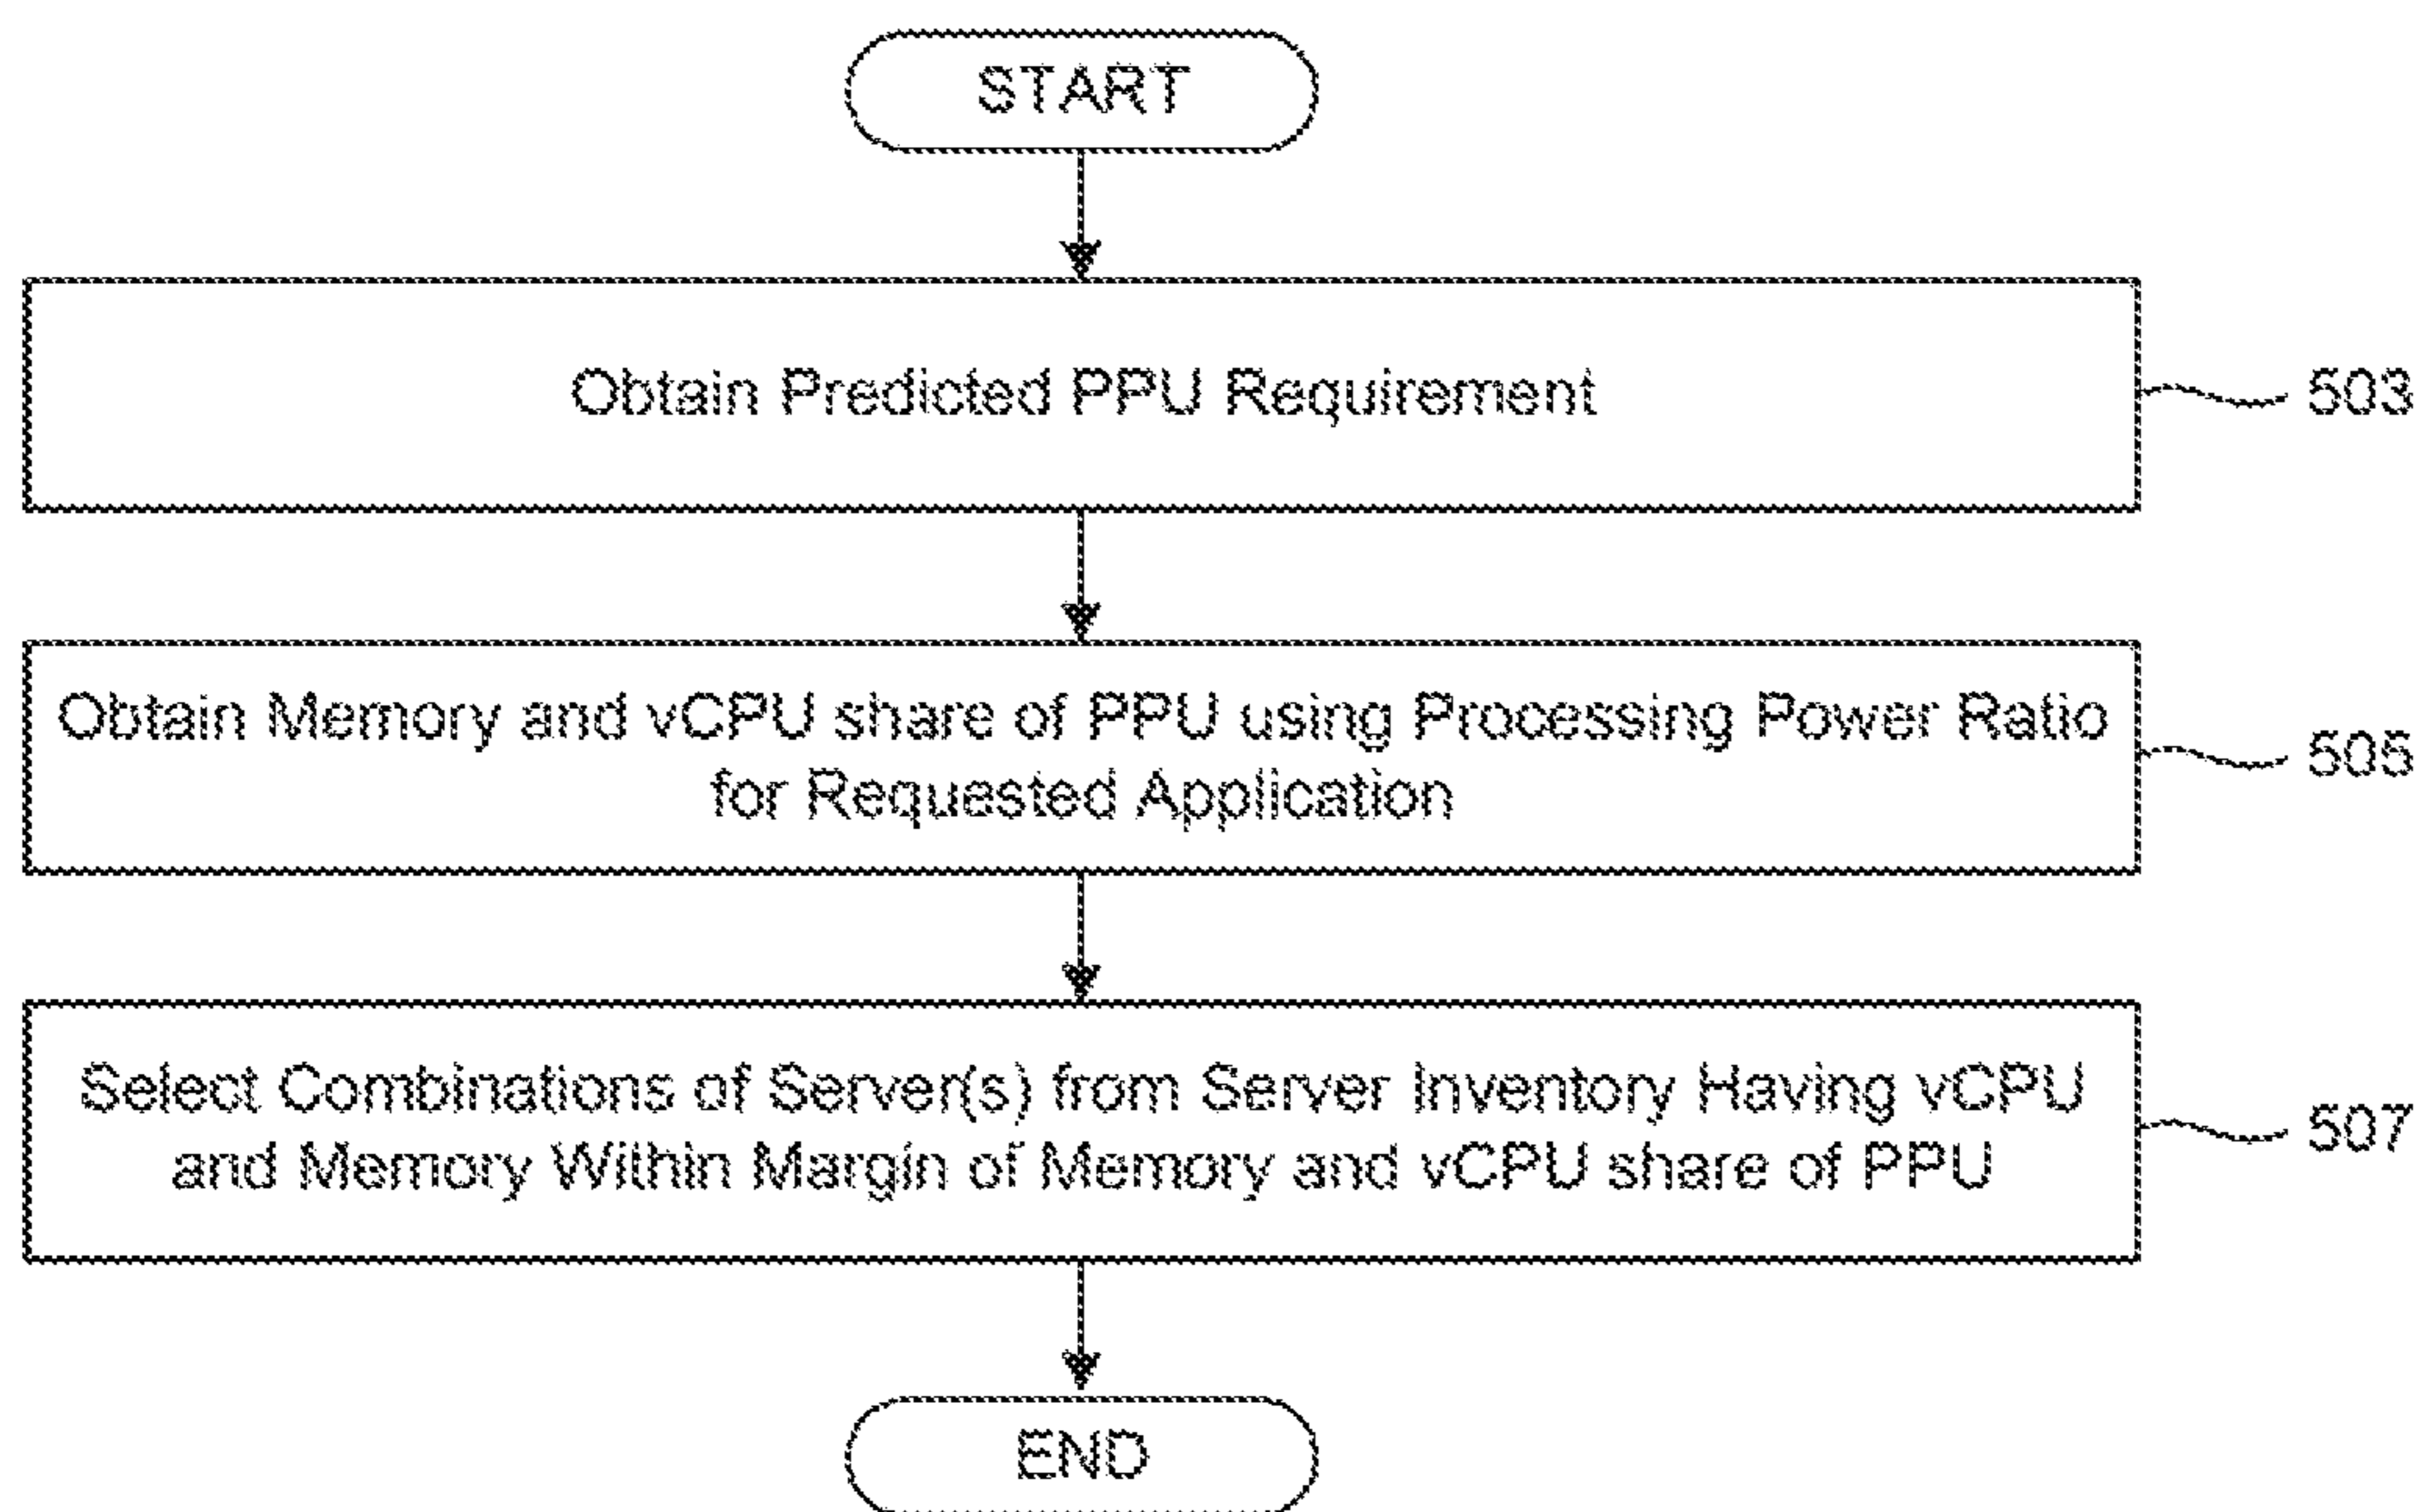 START
Obtain Predicted PPU Requirement
503
Obtain Memory and vCPU share of PPU using Processing Power Ratio
for Requested Application
505
Select Combinations of Server(s) from Server Inventory Having vCPU
and Memory Within Margin of Memory and vCPU share of PPU
507
END